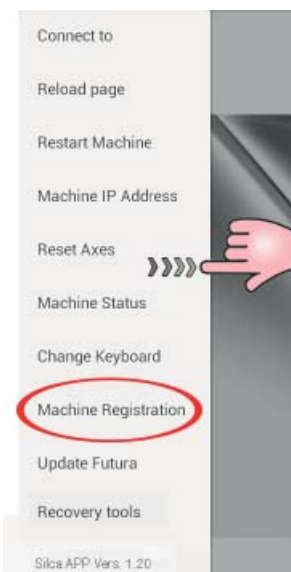 Connect to
Reload page
Restart Machine
Machine IP Address
Reset Axes
Machine Status
Change Keyboard
Machine Registration
Update Futura
Recovery tools
Silca APP Vers. 1.20